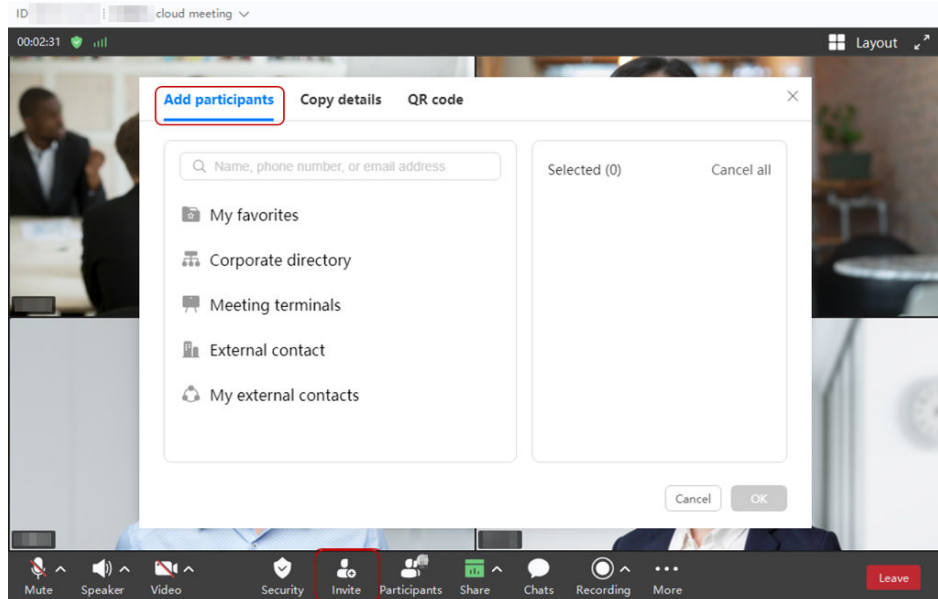 ID
cloud meeting
00:02:31
Layout
Add participants Copy details QR code
Name, phone number, or email address
My favorites
Corporate directory
Meeting terminals
External contact
My external contacts
Selected (0) Cancel all
Cancel OK
Mute Speaker Video Security Invite Participants Share Chats Recording More Leave